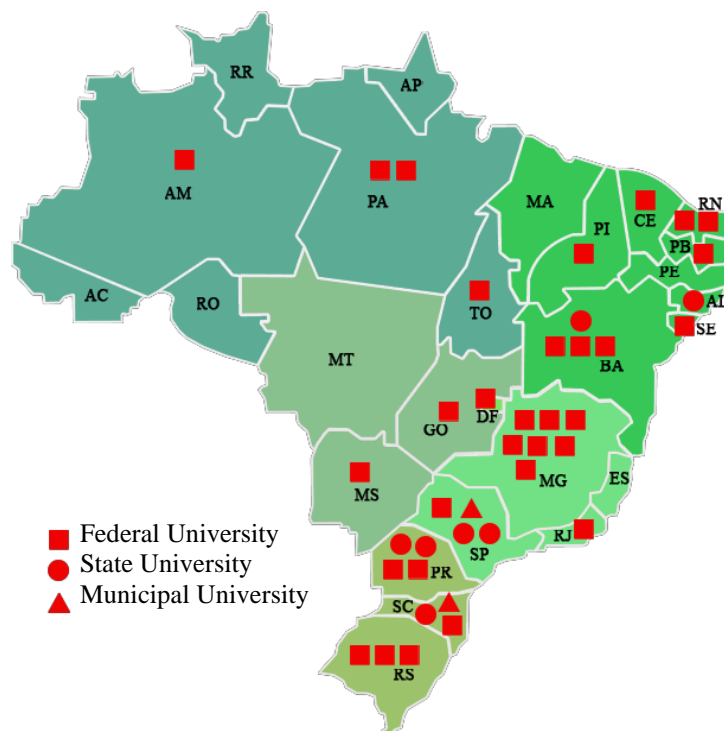 RR
AP
AM
PA
MA
CE
RN
PI
PB
PE
AC
RO
TO
AL
SE
MT
BA
GO
DF
MS
MG
ES
SP
RJ
PR
SC
RS
Federal University
State University
Municipal University